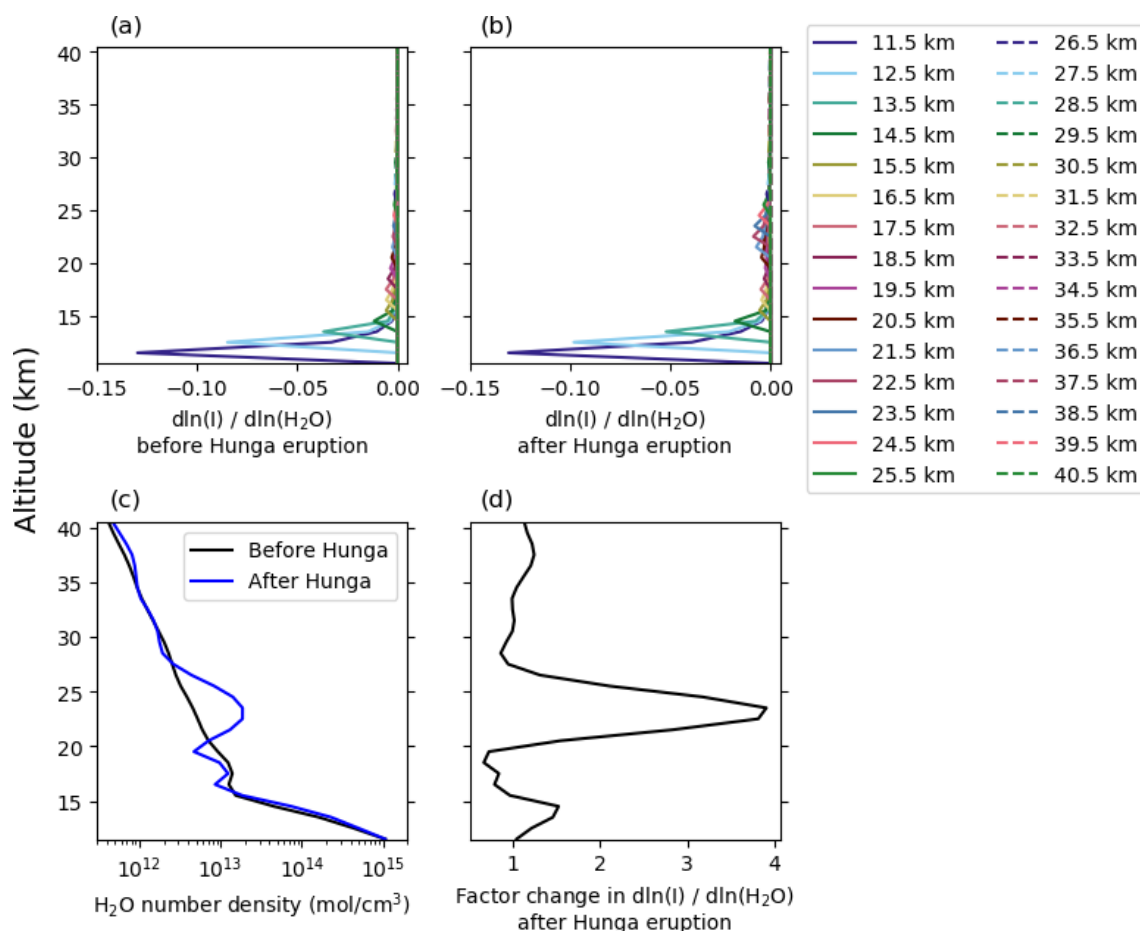 (a)
(b)
40
35
30
25
20
15
−0.15 −0.10 −0.05 0.00
dln(I) / dln(H₂O)
before Hunga eruption
−0.15 −0.10 −0.05 0.00
dln(I) / dln(H₂O)
after Hunga eruption
11.5 km
12.5 km
13.5 km
14.5 km
15.5 km
16.5 km
17.5 km
18.5 km
19.5 km
20.5 km
21.5 km
22.5 km
23.5 km
24.5 km
25.5 km
26.5 km
27.5 km
28.5 km
29.5 km
30.5 km
31.5 km
32.5 km
33.5 km
34.5 km
35.5 km
36.5 km
37.5 km
38.5 km
39.5 km
40.5 km
Altitude (km)
(c)
(d)
40
35
30
25
20
15
Before Hunga
After Hunga
10¹² 10¹³ 10¹⁴ 10¹⁵
H₂O number density (mol/cm³)
1 2 3 4
Factor change in dln(I) / dln(H₂O)
after Hunga eruption